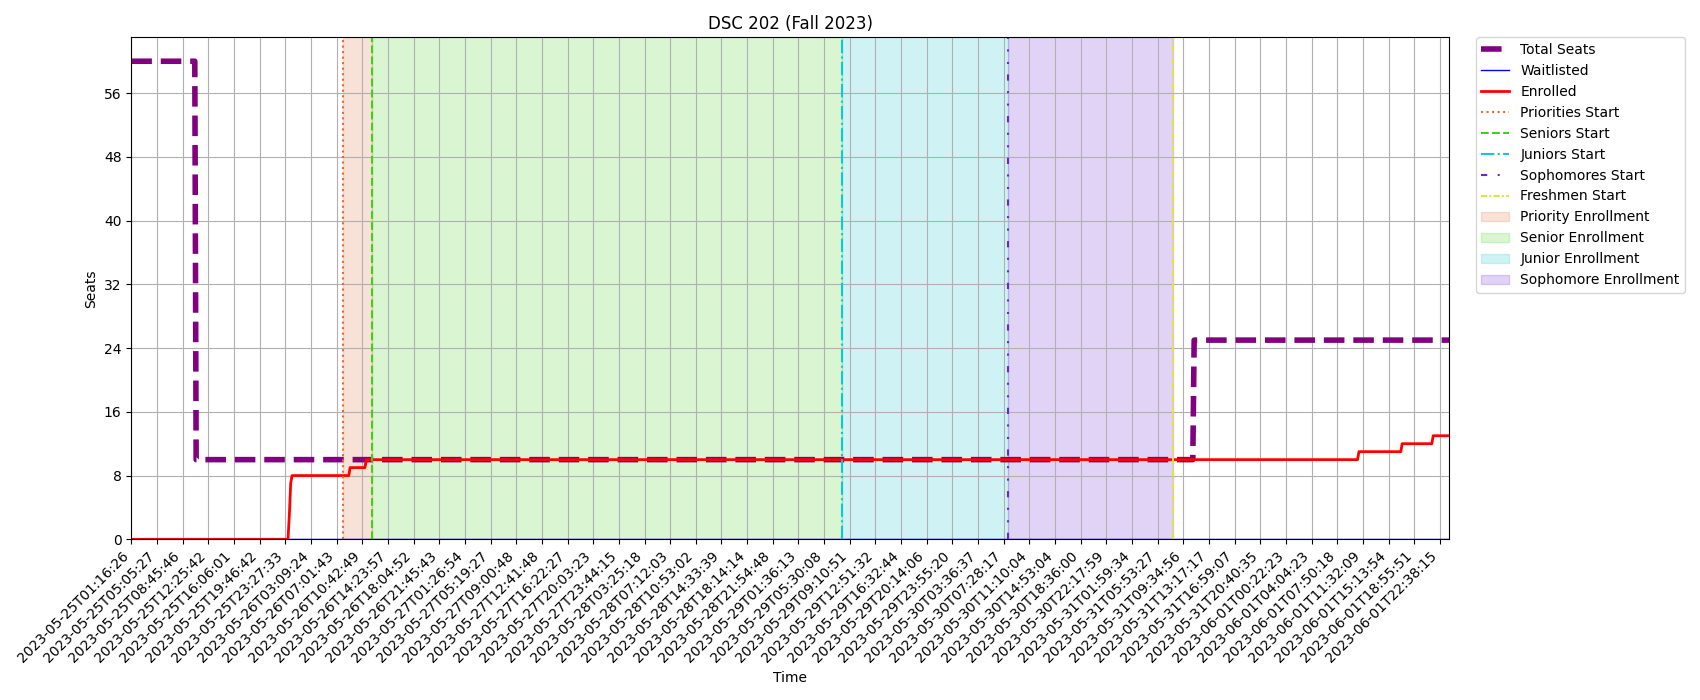 DSC 202 (Fall 2023)
Seats
56
48
40
32
24
16
8
0
2023-05-25T01:16:26
2023-05-25T05:05:27
2023-05-25T08:45:46
2023-05-25T12:25:42
2023-05-25T16:06:01
2023-05-25T19:46:42
2023-05-25T23:27:33
2023-05-26T03:09:24
2023-05-26T07:01:43
2023-05-26T10:42:49
2023-05-26T14:23:57
2023-05-26T18:04:52
2023-05-26T21:45:43
2023-05-27T01:26:54
2023-05-27T05:19:27
2023-05-27T09:00:48
2023-05-27T12:41:48
2023-05-27T16:22:27
2023-05-27T20:03:23
2023-05-27T23:44:15
2023-05-28T03:25:18
2023-05-28T07:12:03
2023-05-28T10:53:02
2023-05-28T14:33:39
2023-05-28T18:14:14
2023-05-28T21:54:48
2023-05-29T01:36:13
2023-05-29T05:30:08
2023-05-29T09:10:51
2023-05-29T12:51:32
2023-05-29T16:32:44
2023-05-29T20:14:06
2023-05-29T23:55:20
2023-05-30T03:36:37
2023-05-30T07:28:17
2023-05-30T11:10:04
2023-05-30T14:53:04
2023-05-30T18:36:00
2023-05-30T22:17:59
2023-05-31T01:59:34
2023-05-31T05:53:27
2023-05-31T09:34:56
2023-05-31T13:17:17
2023-05-31T16:59:07
2023-05-31T20:40:35
2023-06-01T00:22:23
2023-06-01T04:04:23
2023-06-01T07:50:18
2023-06-01T11:32:09
2023-06-01T15:13:54
2023-06-01T18:55:51
2023-06-01T22:38:15
Time
Total Seats
Waitlisted
Enrolled
Priorities Start
Seniors Start
Juniors Start
Sophomores Start
Freshmen Start
Priority Enrollment
Senior Enrollment
Junior Enrollment
Sophomore Enrollment